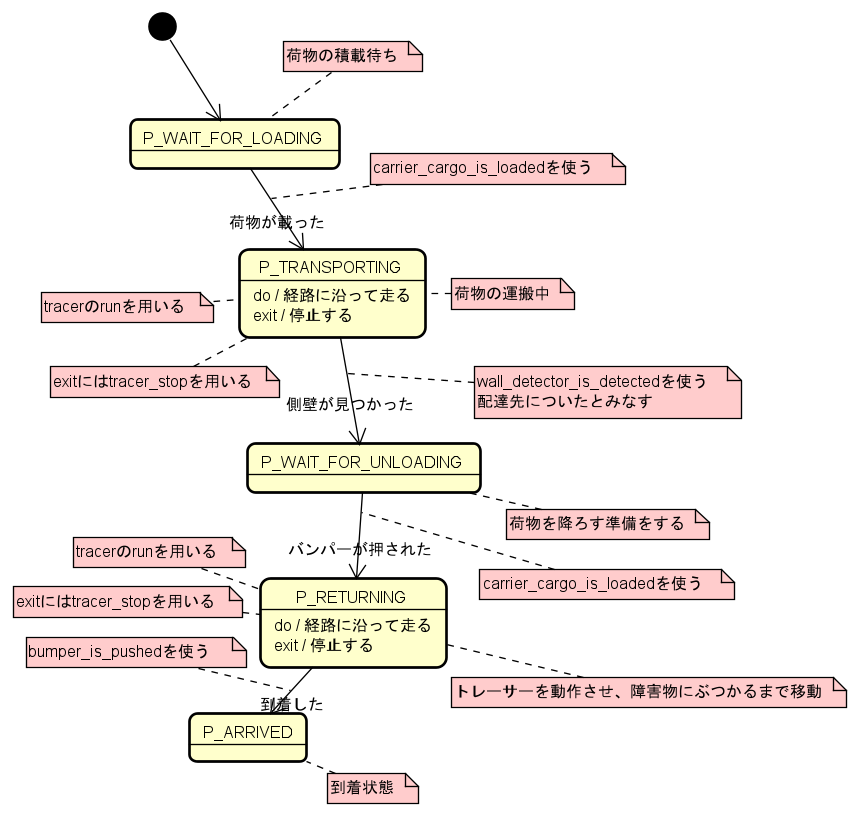 荷物の積載待ち
P_WAIT_FOR_LOADING
carrier_cargo_is_loadedを使う
荷物が載った
P_TRANSPORTING
do / 経路に沿って走る
exit / 停止する
tracerのrunを用いる
荷物の運搬中
exitにはtracer_stopを用いる
wall_detector_is_detectedを使う
配達先についたとみなす
側壁が見つかった
P_WAIT_FOR_UNLOADING
荷物を降ろす準備をする
バンパーが押された
tracerのrunを用いる
carrier_cargo_is_loadedを使う
P_RETURNING
do / 経路に沿って走る
exit / 停止する
exitにはtracer_stopを用いる
bumper_is_pushedを使う
トレーサーを動作させ、障害物にぶつかるまで移動
到着した
P_ARRIVED
到着状態